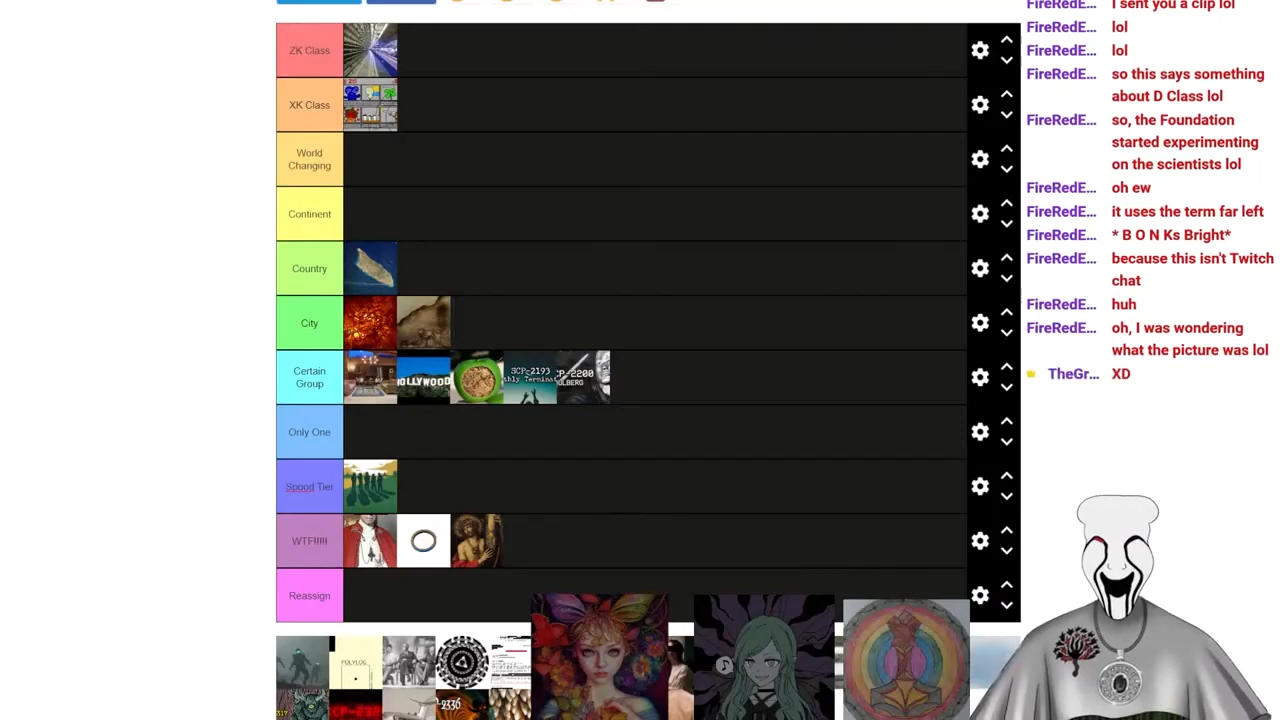 ZK Class
XK Class
World
Changing
Continent
Country
City
Certain
Group
HOLLYWOOD
SCP-2193
P-2200
Only One
Spood Tier
WTF!!!!!
Reassign
POLYLOG
317
-2336
FireRedE... I sent you a clip lol
FireRedE... lol
FireRedE... lol
FireRedE... so this says something
about D Class lol
FireRedE... so, the Foundation
started experimenting
on the scientists lol
FireRedE... oh ew
FireRedE... it uses the term far left
FireRedE... * B O N Ks Bright*
FireRedE... because this isn't Twitch
chat
FireRedE... huh
FireRedE... oh, I was wondering
what the picture was lol
TheGr... XD